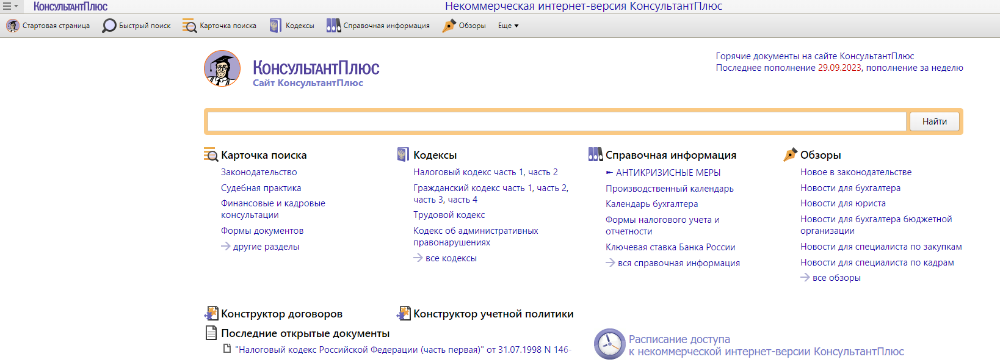 КонсультантПлюс
Некоммерческая интернет-версия КонсультантПлюс
Стартовая страница
Быстрый поиск
Карточка поиска
Кодексы
Справочная информация
Обзоры
Еще
КонсультантПлюс
Сайт КонсультантПлюс
Горячие документы на сайте КонсультантПлюс
Последнее пополнение 29.09.2023, пополнение за неделю
Найти
Карточка поиска
Законодательство
Судебная практика
Финансовые и кадровые
консультации
Формы документов
другие разделы
Кодексы
Налоговый кодекс часть 1, часть 2
Гражданский кодекс часть 1, часть 2,
часть 3, часть 4
Трудовой кодекс
Кодекс об административных
правонарушениях
все кодексы
Справочная информация
АНТИКРИЗИСНЫЕ МЕРЫ
Производственный календарь
Календарь бухгалтера
Формы налогового учета и
отчетности
Ключевая ставка Банка России
вся справочная информация
Обзоры
Новое в законодательстве
Новости для бухгалтера
Новости для юриста
Новости для бухгалтера бюджетной
организации
Новости для специалиста по закупкам
Новости для специалиста по кадрам
все обзоры
Конструктор договоров
Конструктор учетной политики
Последние открытые документы
"Налоговый кодекс Российской Федерации (часть первая)" от 31.07.1998 N 146-
Расписание доступа
к некоммерческой интернет-версии КонсультантПлюс